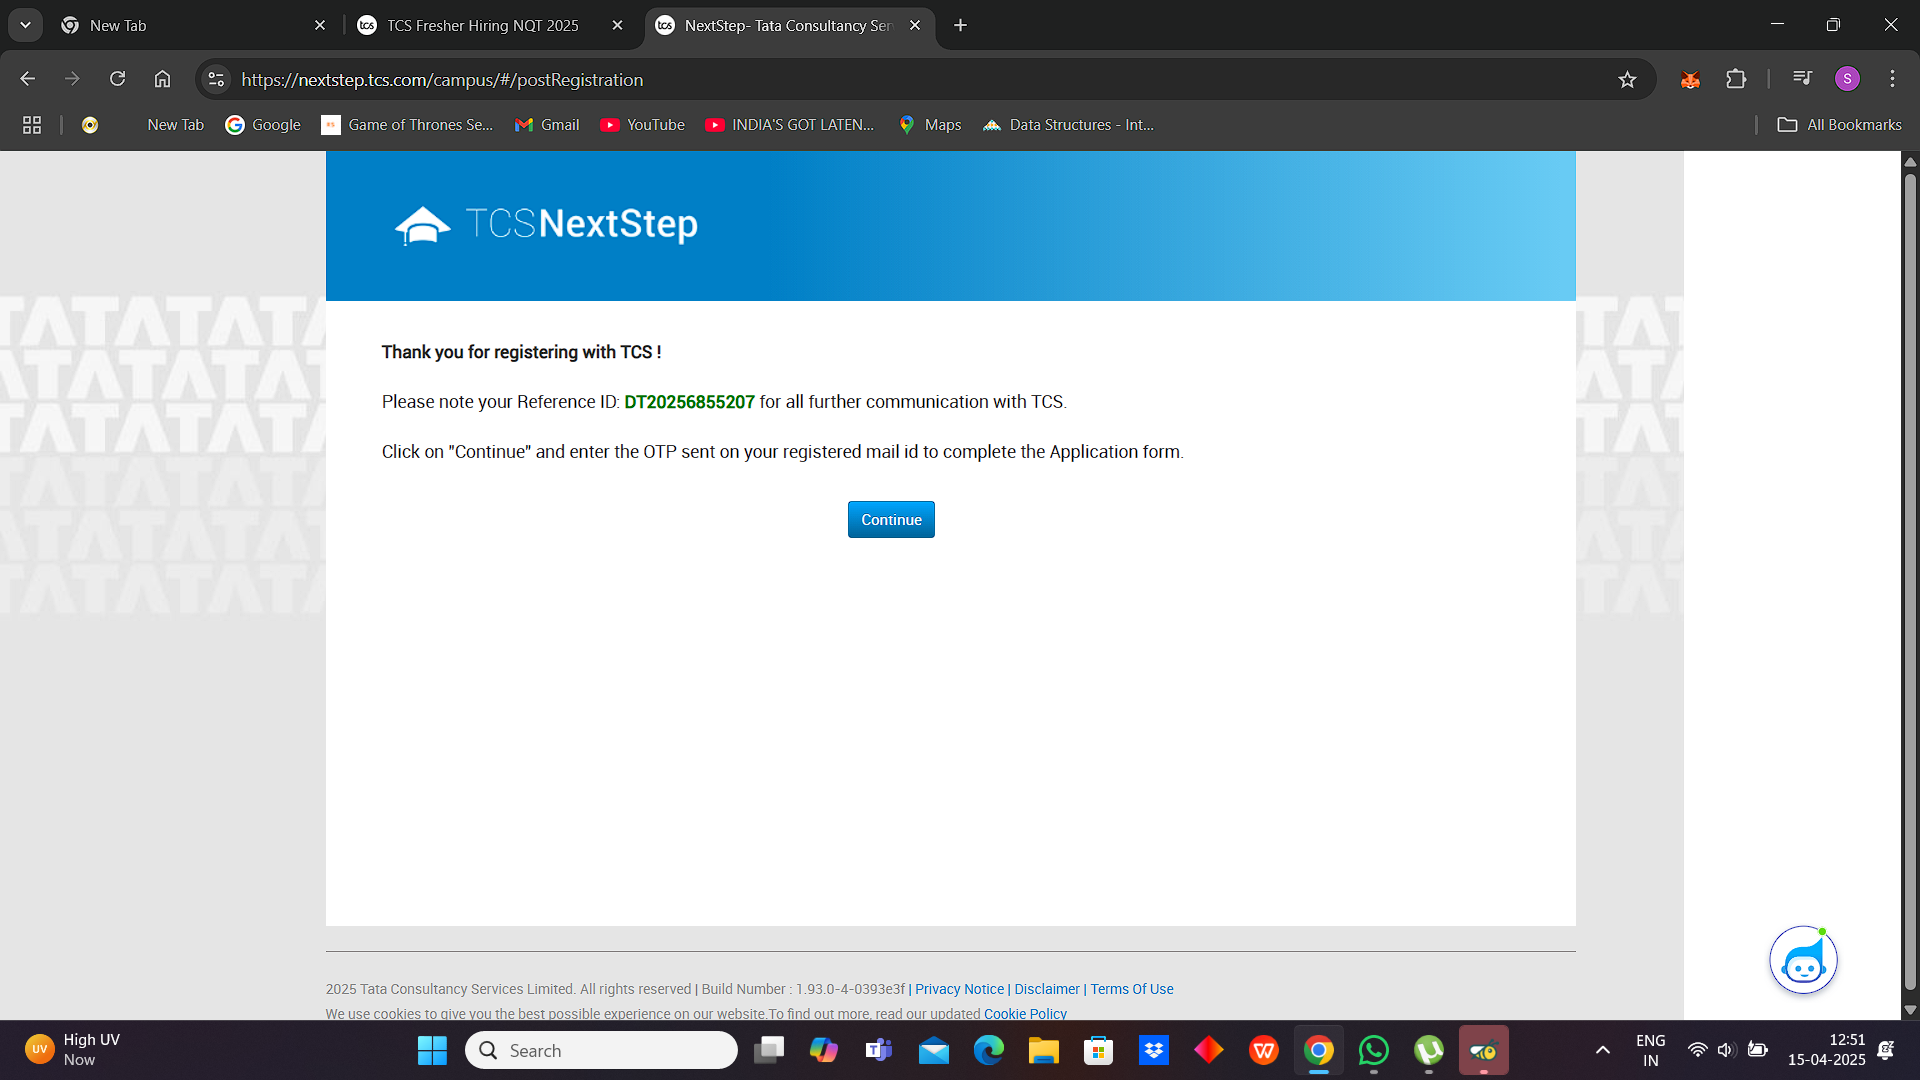 New Tab
TCS Fresher Hiring NQT 2025
NextStep- Tata Consultancy Ser
https://nextstep.tcs.com/campus/#/postRegistration
S
New Tab
Google
Game of Thrones Se...
Gmail
YouTube
INDIA'S GOT LATEN...
Maps
Data Structures - Int...
All Bookmarks
TCSNextStep
Thank you for registering with TCS !
Please note your Reference ID: DT20256855207 for all further communication with TCS.
Click on "Continue" and enter the OTP sent on your registered mail id to complete the Application form.
Continue
2025 Tata Consultancy Services Limited. All rights reserved | Build Number : 1.93.0-4-0393e3f | Privacy Notice | Disclaimer | Terms Of Use
We use cookies to give you the best possible experience on our website.To find out more, read our updated Cookie Policy
UV
High UV
Now
Search
ENG
IN
12:51
15-04-2025